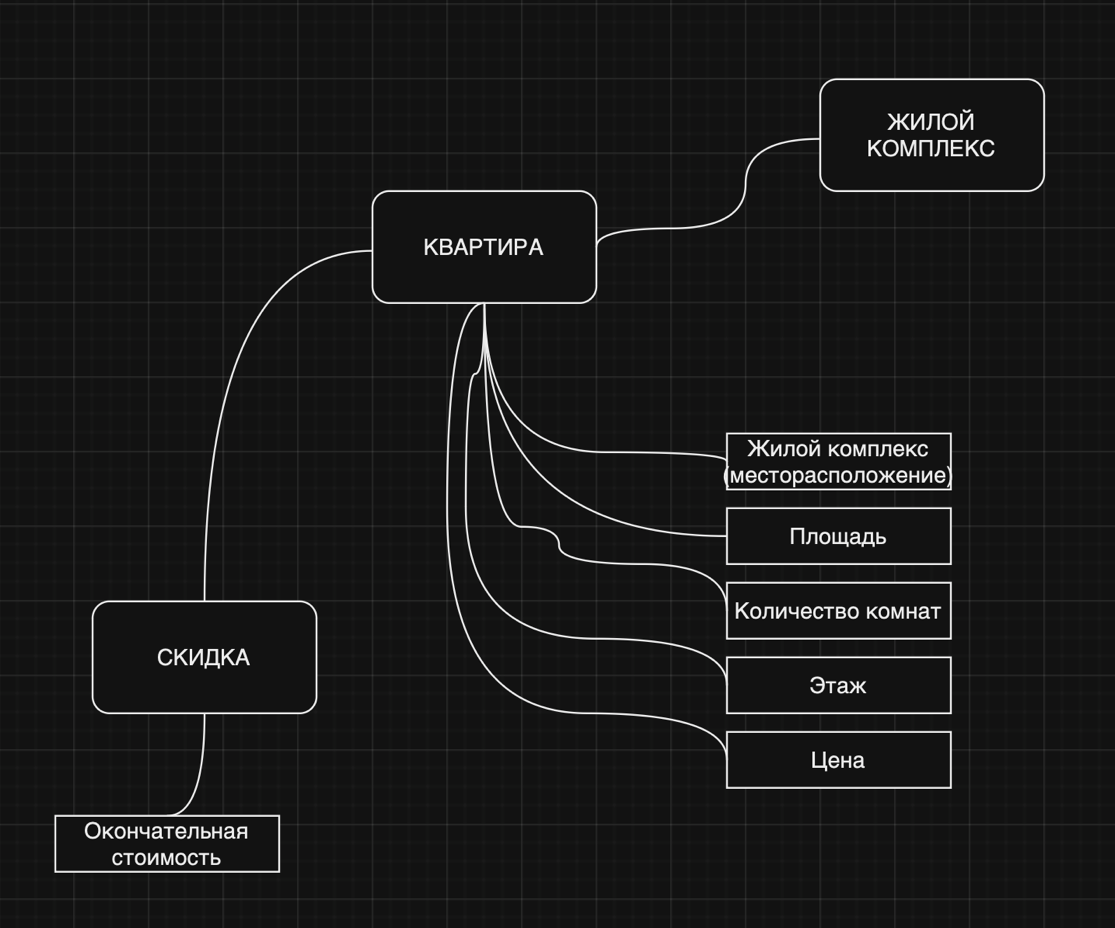 ЖИЛОЙ
КОМПЛЕКС
КВАРТИРА
Жилой комплекс
(месторасположение)
Площадь
Количество комнат
СКИДКА
Этаж
Цена
Окончательная
стоимость